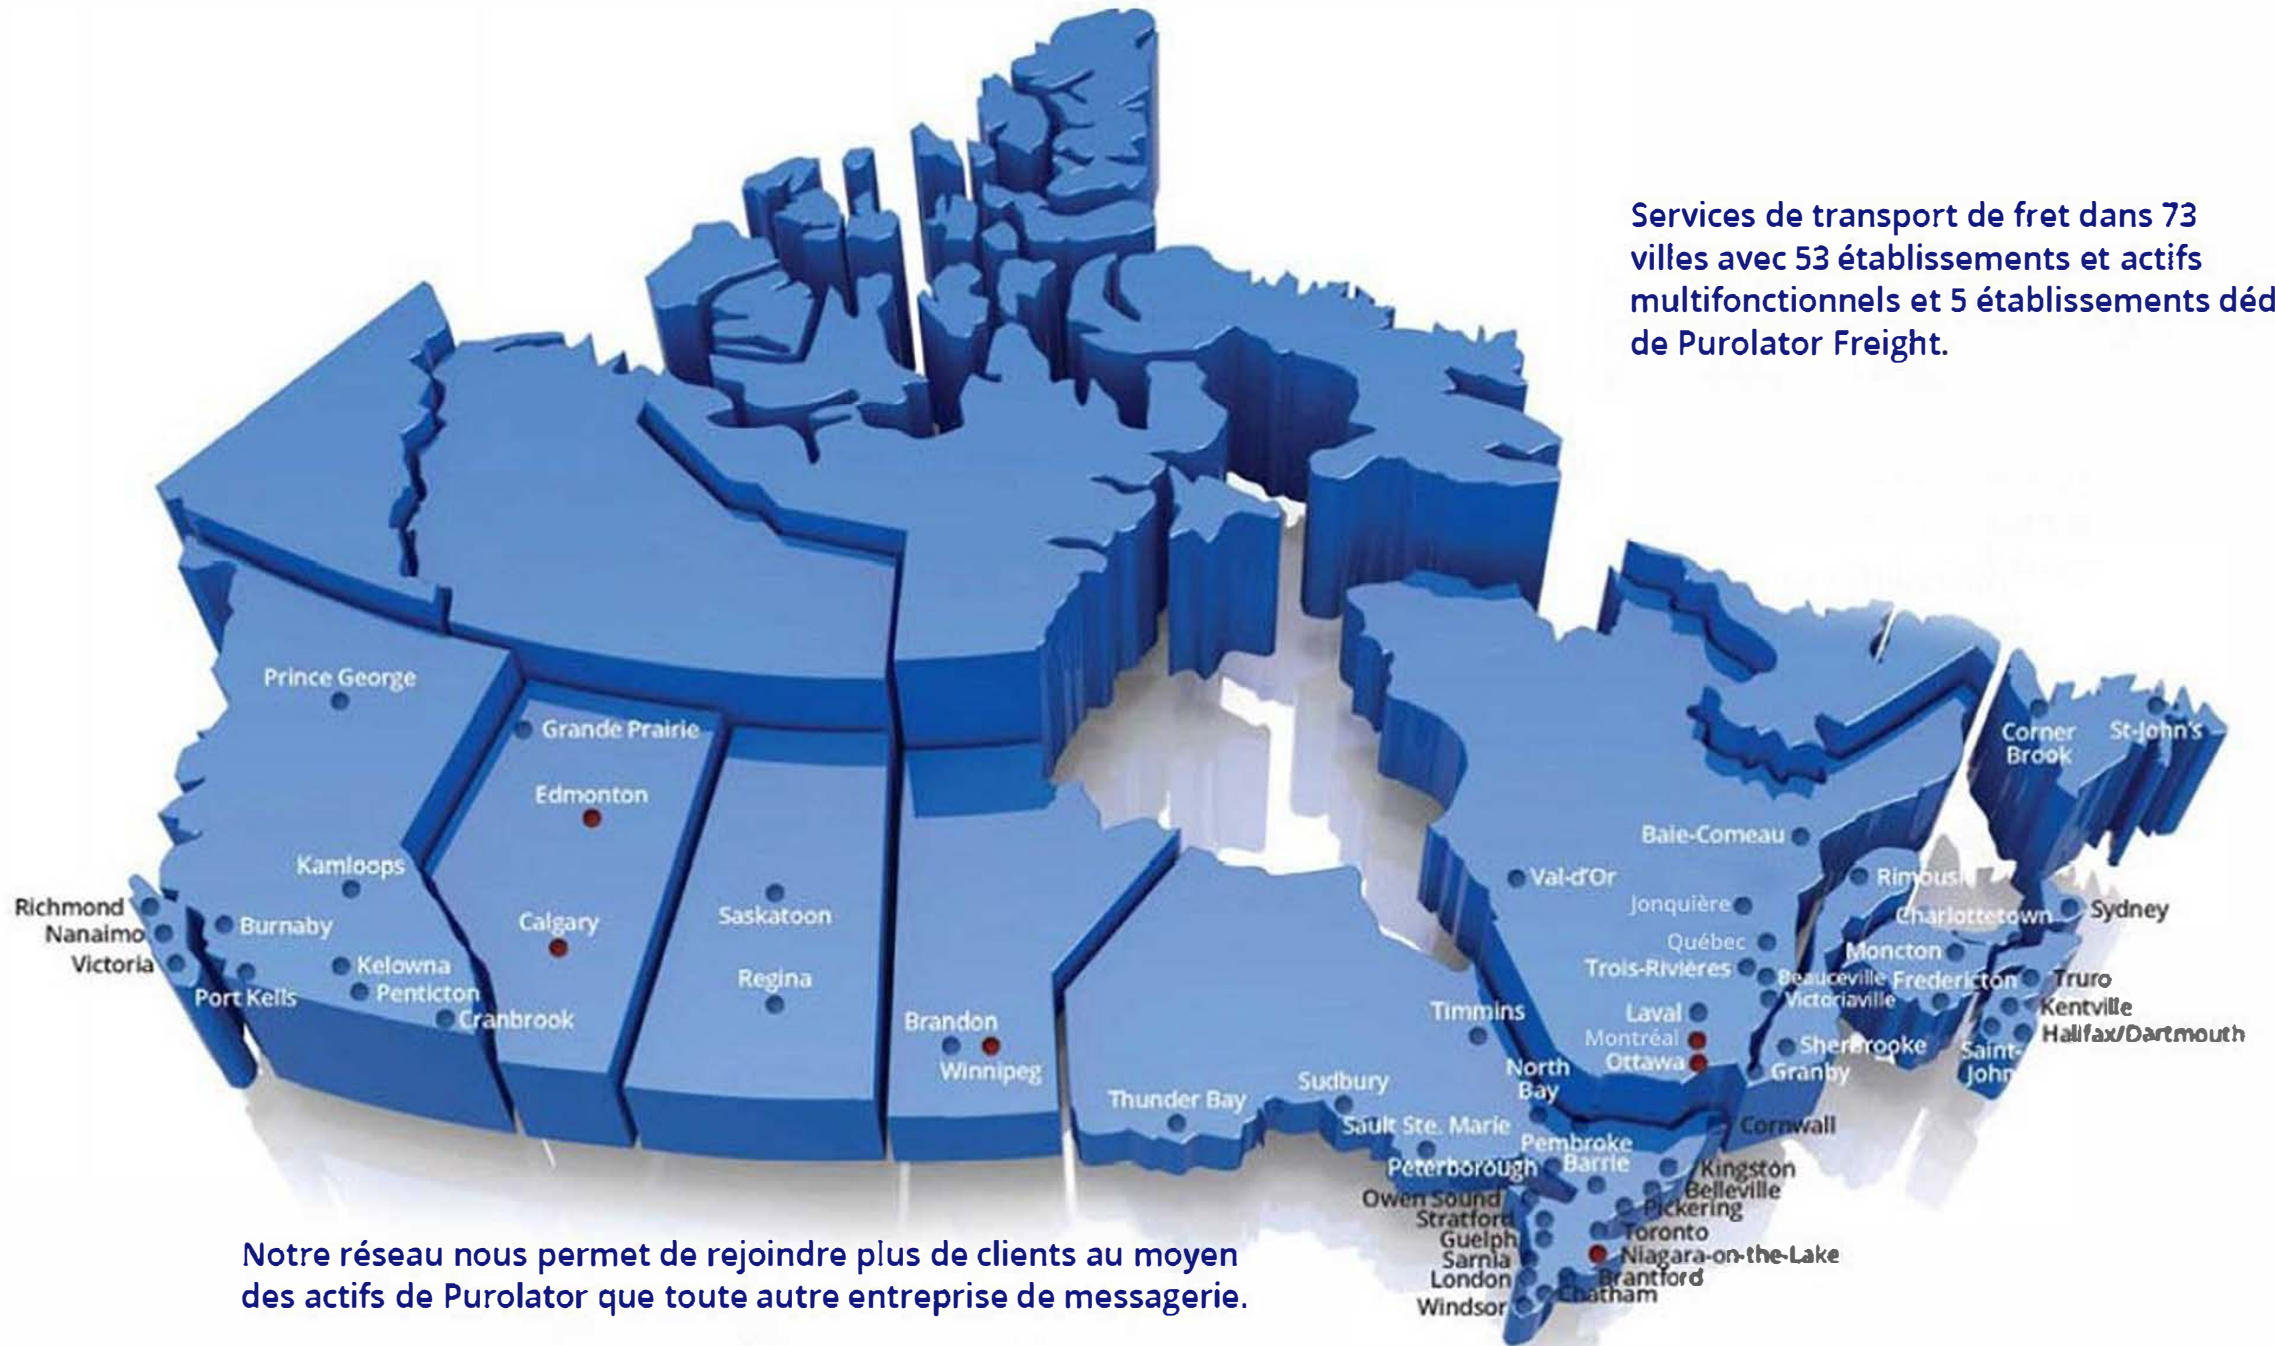 Services de transport de fret dans 73
villes avec 53 établissements et actifs
multifonctionnels et 5 établissements déd
de Purolator Freight.
Prince George
Grande Prairie
Corner
Brook
St-John's
Edmonton
Baie-Comeau
Kamloops
Val-d'Or
Rimouski
Richmond
Jonquière
Charlottetown
Sydney
Nanaimo
Burnaby
Calgary
Saskatoon
Québec
Moncton
Victoria
Kelowna
Trois-Rivières
Beauceville
Fredericton
Truro
Port Kells
Penticton
Regina
Victoriaville
Kentville
Cranbrook
Brandon
Timmins
Laval
Halifax/Dartmouth
Montréal
Sherbrooke
Saint-
John
Winnipeg
North
Bay
Ottawa
Granby
Thunder Bay
Sudbury
Sault Ste. Marie
Cornwall
Pembroke
Peterborough
Barrie
Kingston
Owen Sound
Belleville
Stratford
Pickering
Guelph
Toronto
Sarnia
Niagara-on-the-Lake
London
Brantford
Chatham
Windsor
Notre réseau nous permet de rejoindre plus de clients au moyen
des actifs de Purolator que toute autre entreprise de messagerie.